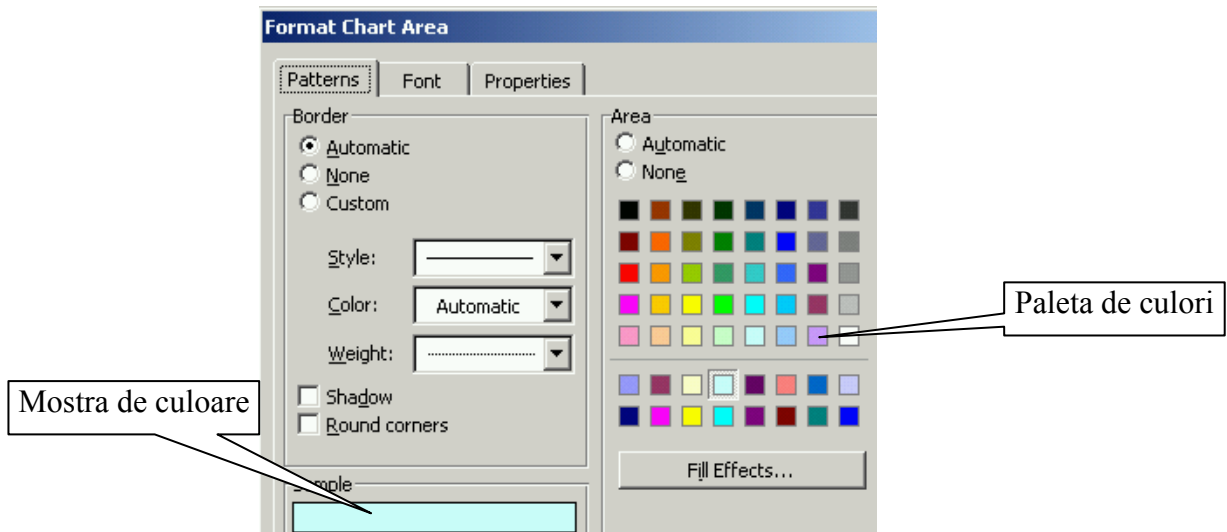 Format Chart Area
Patterns Font Properties
Border
Automatic
None
Custom
Style:
Color: Automatic
Weight:
Shadow
Round corners
Sample
Area
Automatic
None
Fill Effects...
Paleta de culori
Mostra de culoare